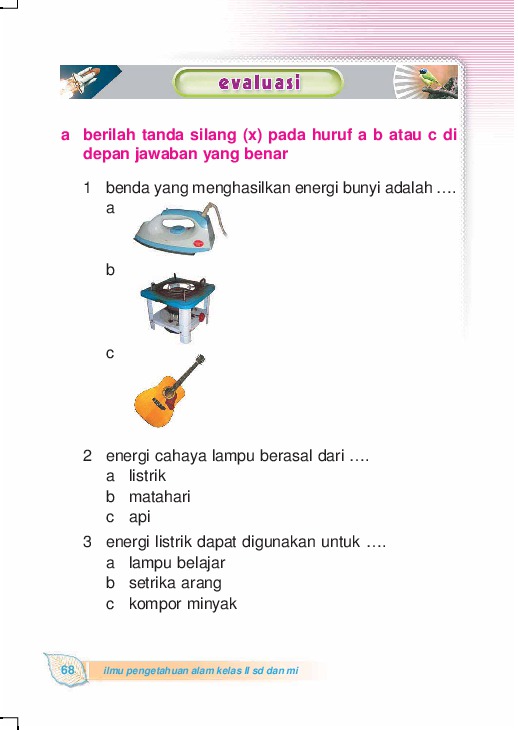 evaluasi
a berilah tanda silang (x) pada huruf a b atau c di
depan jawaban yang benar
1 benda yang menghasilkan energi bunyi adalah ….
a
b
c
2 energi cahaya lampu berasal dari ….
a listrik
b matahari
c api
3 energi listrik dapat digunakan untuk ….
a lampu belajar
b setrika arang
c kompor minyak
68 ilmu pengetahuan alam kelas II sd dan mi